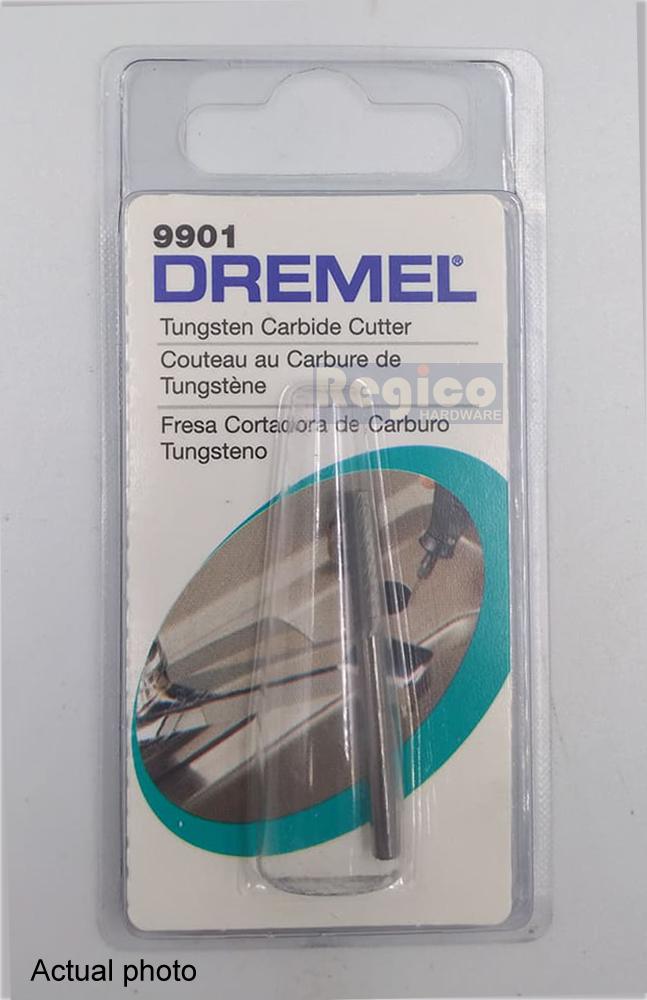 9901
DREMEL®
Tungsten Carbide Cutter
Couteau au Carbure de
Tungstène
Regico
HARDWARE
Fresa Cortadora de Carburo
Tungsteno
Actual photo